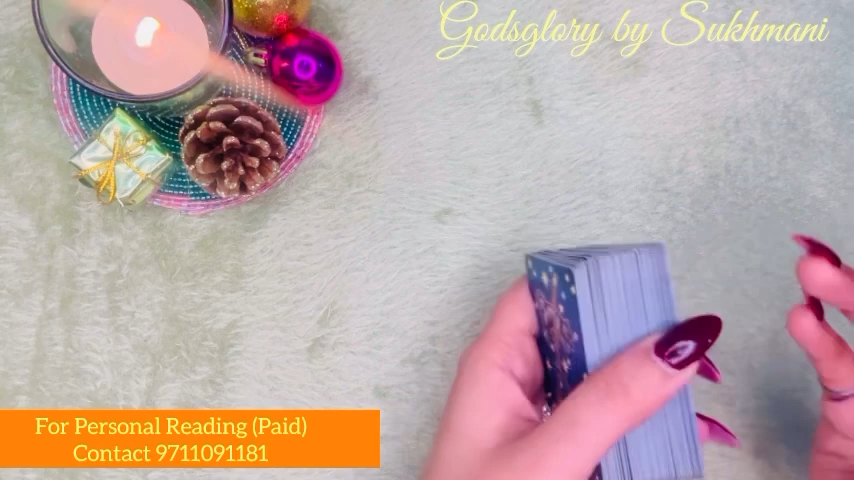 Godsglory by Sukhmani
For Personal Reading (Paid)
Contact 9711091181